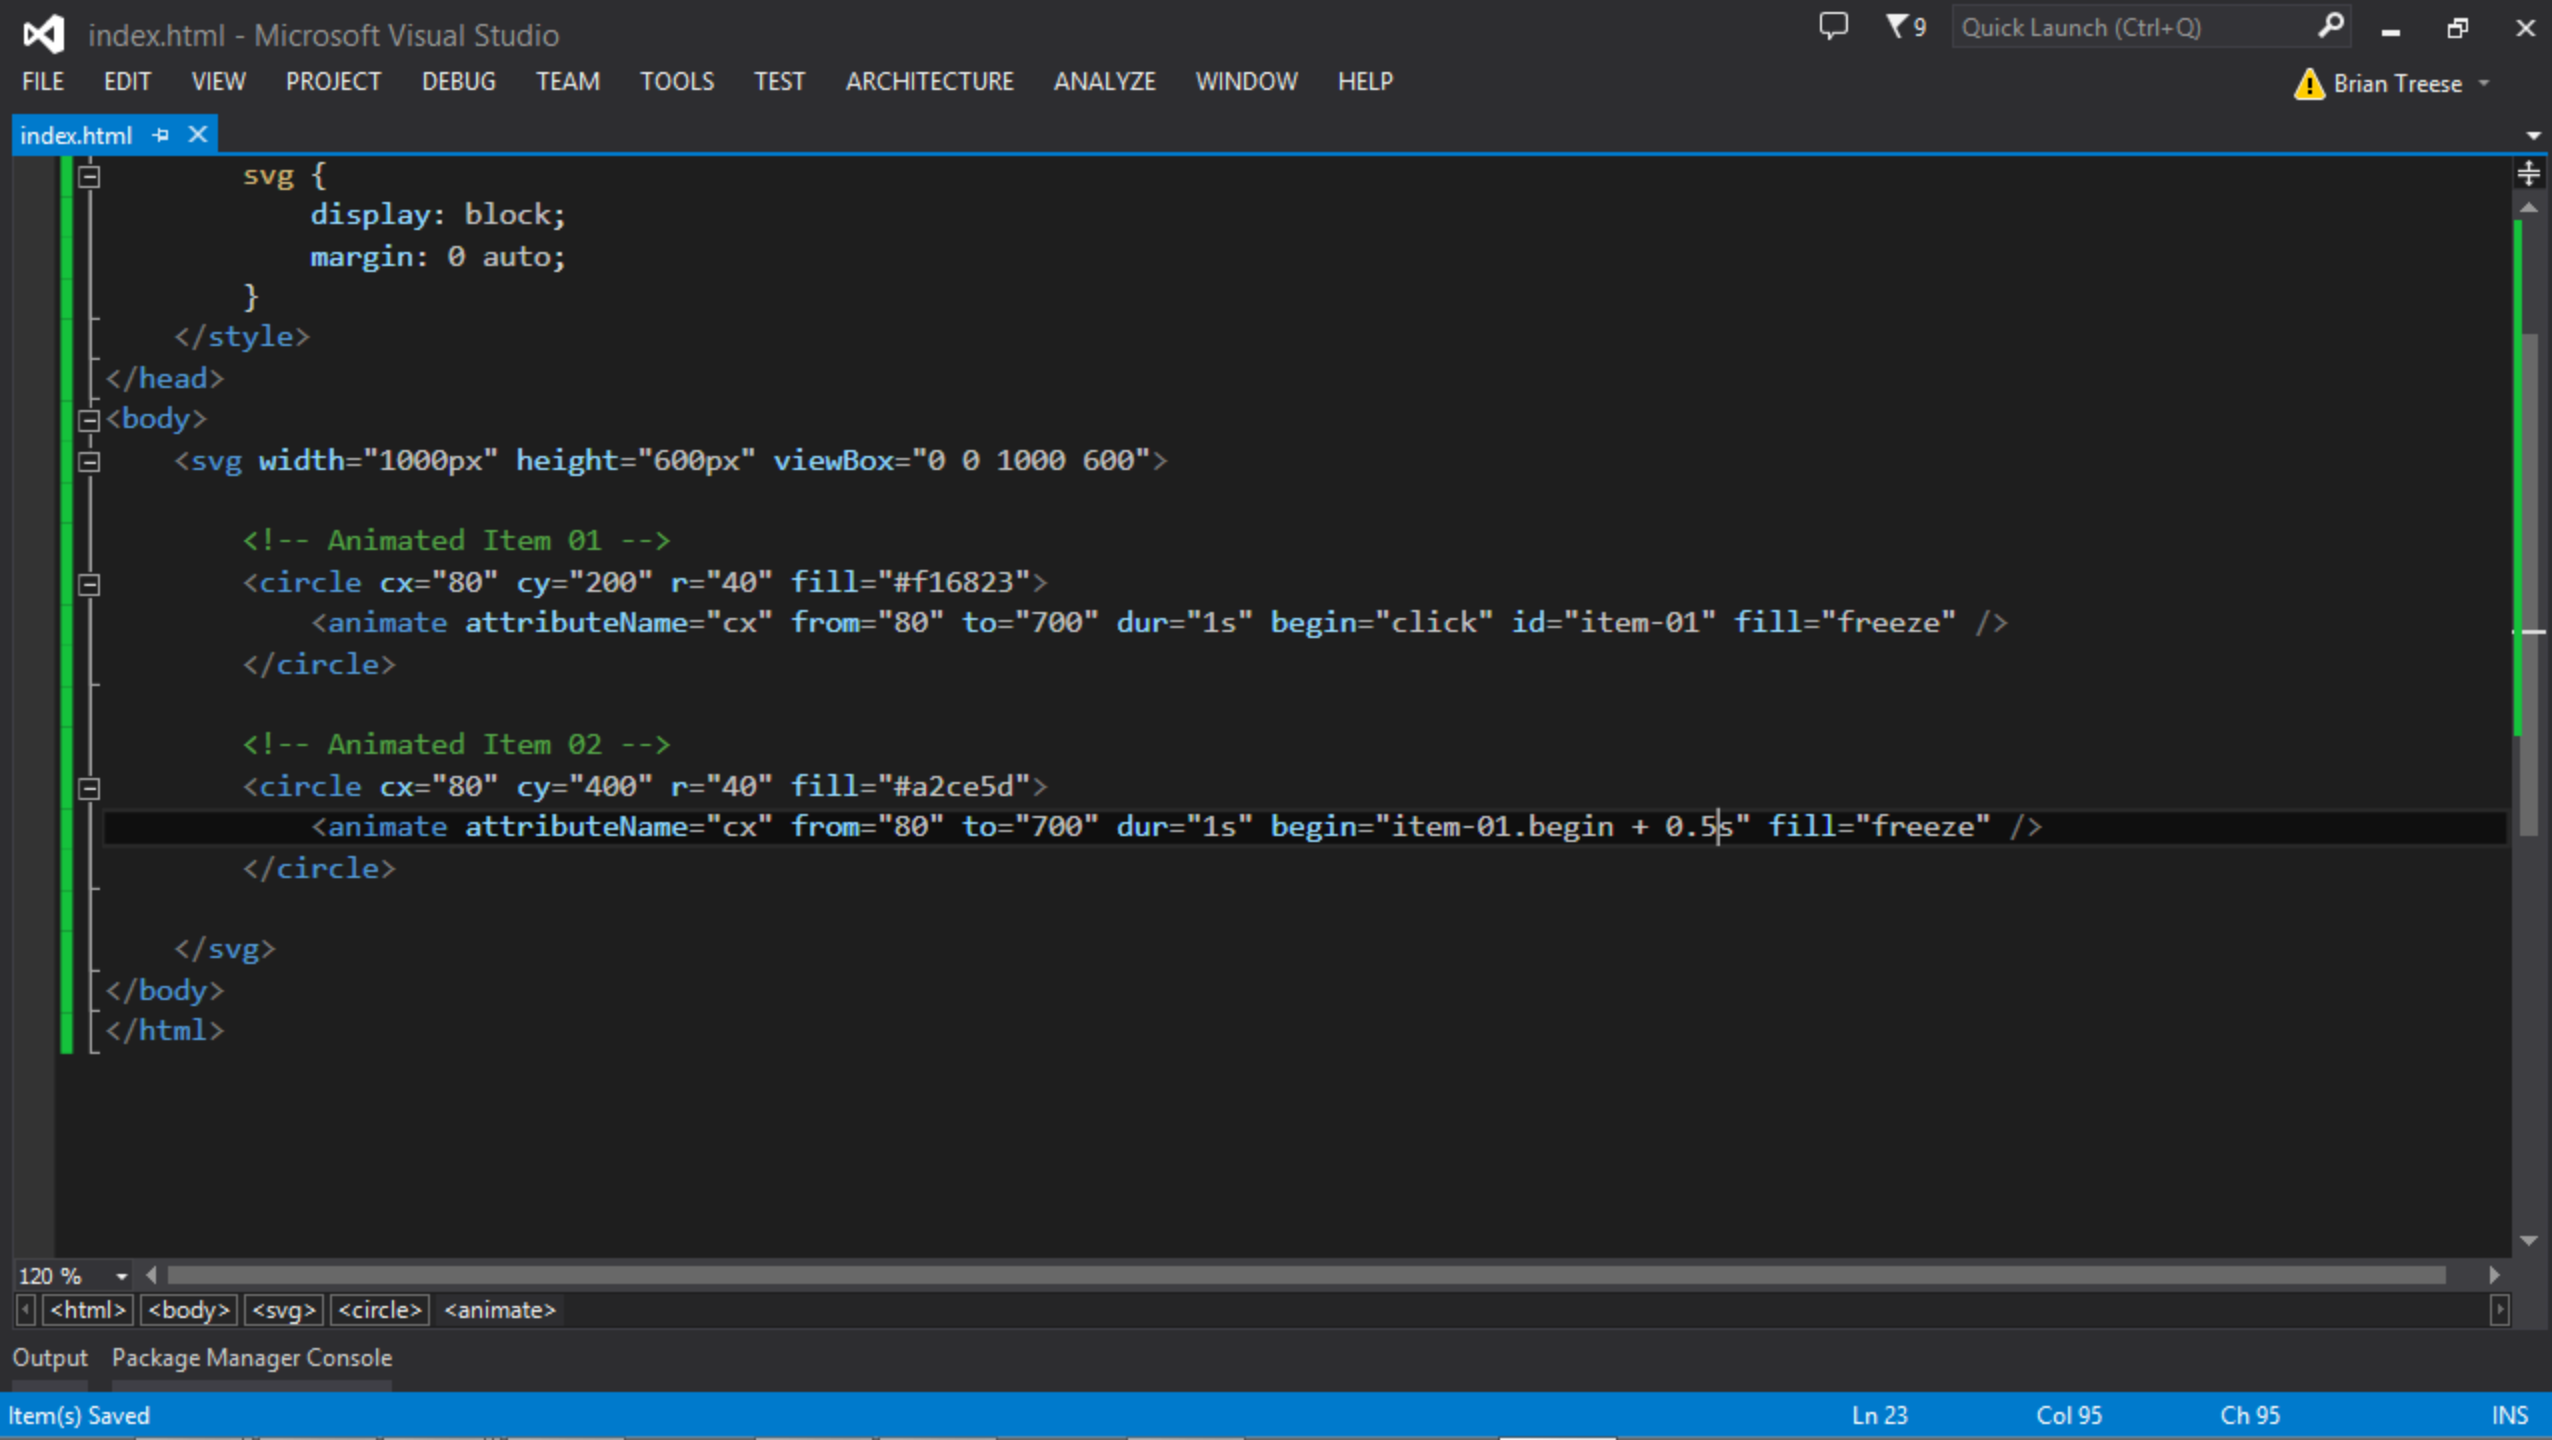 index.html - Microsoft Visual Studio
9
Quick Launch (Ctrl+Q)
FILE EDIT VIEW PROJECT DEBUG TEAM TOOLS TEST ARCHITECTURE ANALYZE WINDOW HELP
Brian Treese
index.html
svg {
display: block;
margin: 0 auto;
}
</style>
</head>
<body>
<svg width="1000px" height="600px" viewBox="0 0 1000 600">
<!-- Animated Item 01 -->
<circle cx="80" cy="200" r="40" fill="#f16823">
<animate attributeName="cx" from="80" to="700" dur="1s" begin="click" id="item-01" fill="freeze" />
</circle>
<!-- Animated Item 02 -->
<circle cx="80" cy="400" r="40" fill="#a2ce5d">
<animate attributeName="cx" from="80" to="700" dur="1s" begin="item-01.begin + 0.5s" fill="freeze" />
</circle>
</svg>
</body>
</html>
120 %
<html> <body> <svg> <circle> <animate>
Output Package Manager Console
Item(s) Saved
Ln 23 Col 95 Ch 95 INS